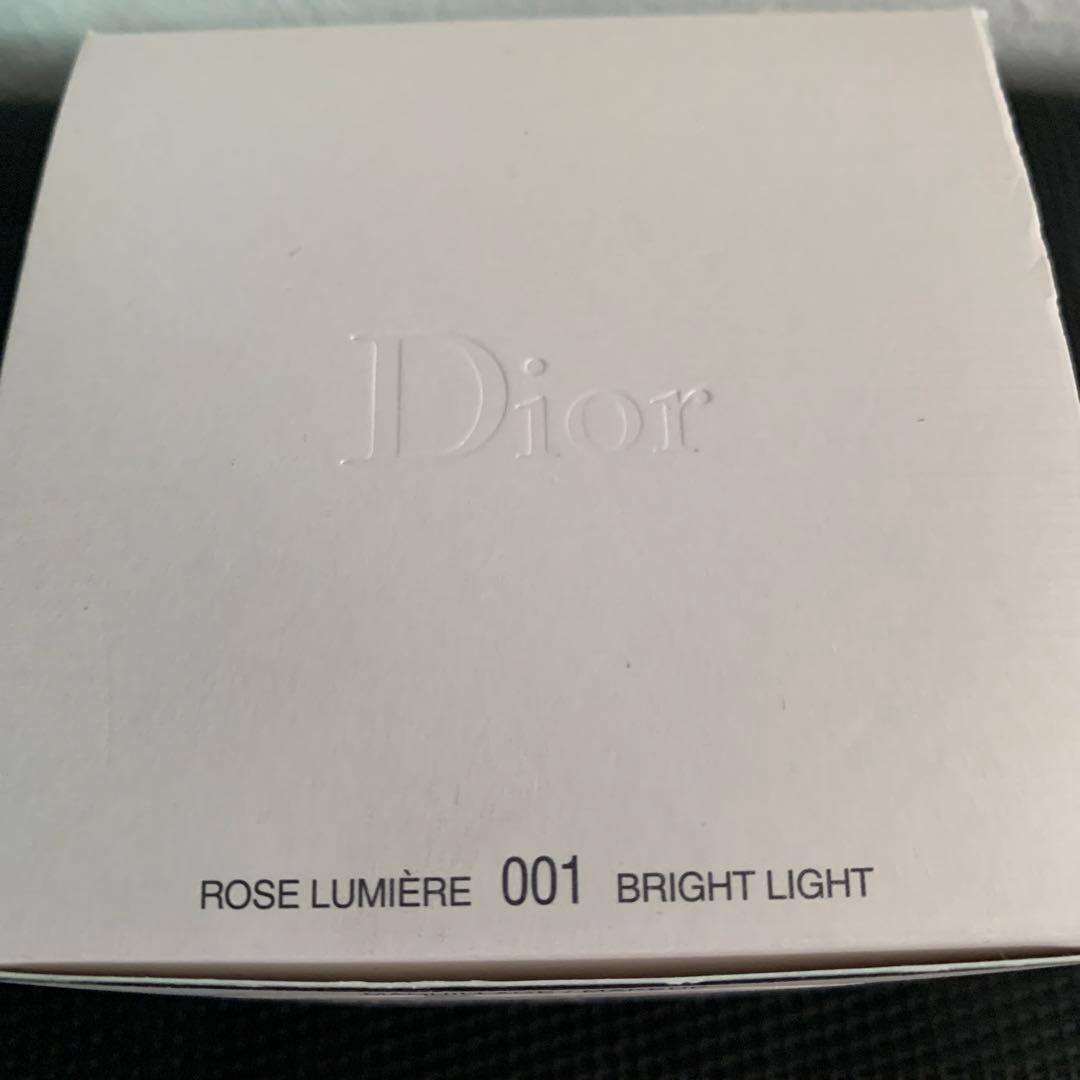 Dior
ROSE LUMIÈRE 001 BRIGHT LIGHT